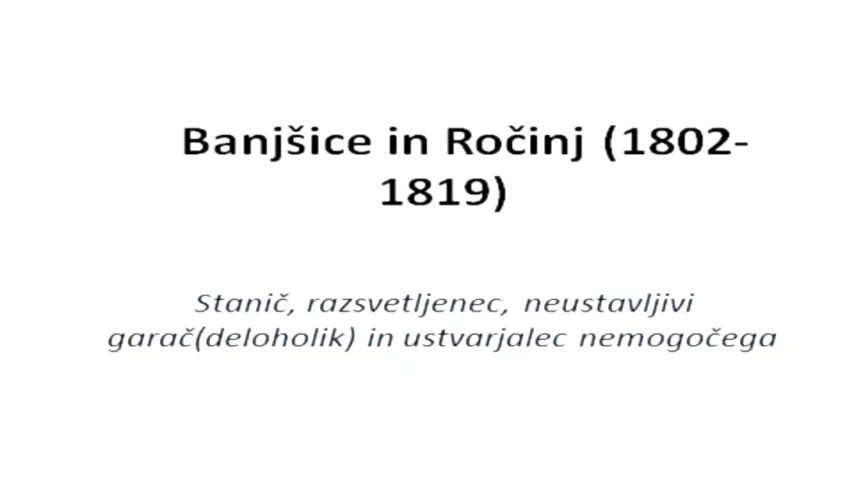 Banjšice in Ročinj (1802-
1819)
Stanič, razsvetljenec, neustavljivi
garač(deloholik) in ustvarjalec nemogočega